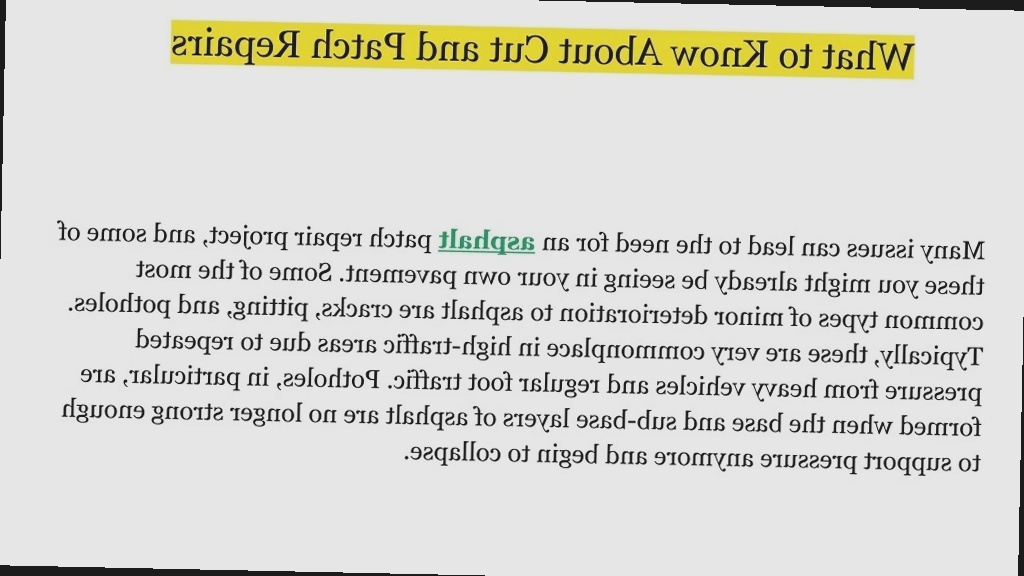 What to Know About Cut and Patch Repairs
Many issues can lead to the need for an asphalt patch repair project, and some of
these you might already be seeing in your own pavement. Some of the most
common types of minor deterioration to asphalt are cracks, pitting, and potholes.
Typically, these are very commonplace in high-traffic areas due to repeated
pressure from heavy vehicles and regular foot traffic. Potholes, in particular, are
formed when the base and sub-base layers of asphalt are no longer strong enough
to support pressure anymore and begin to collapse.